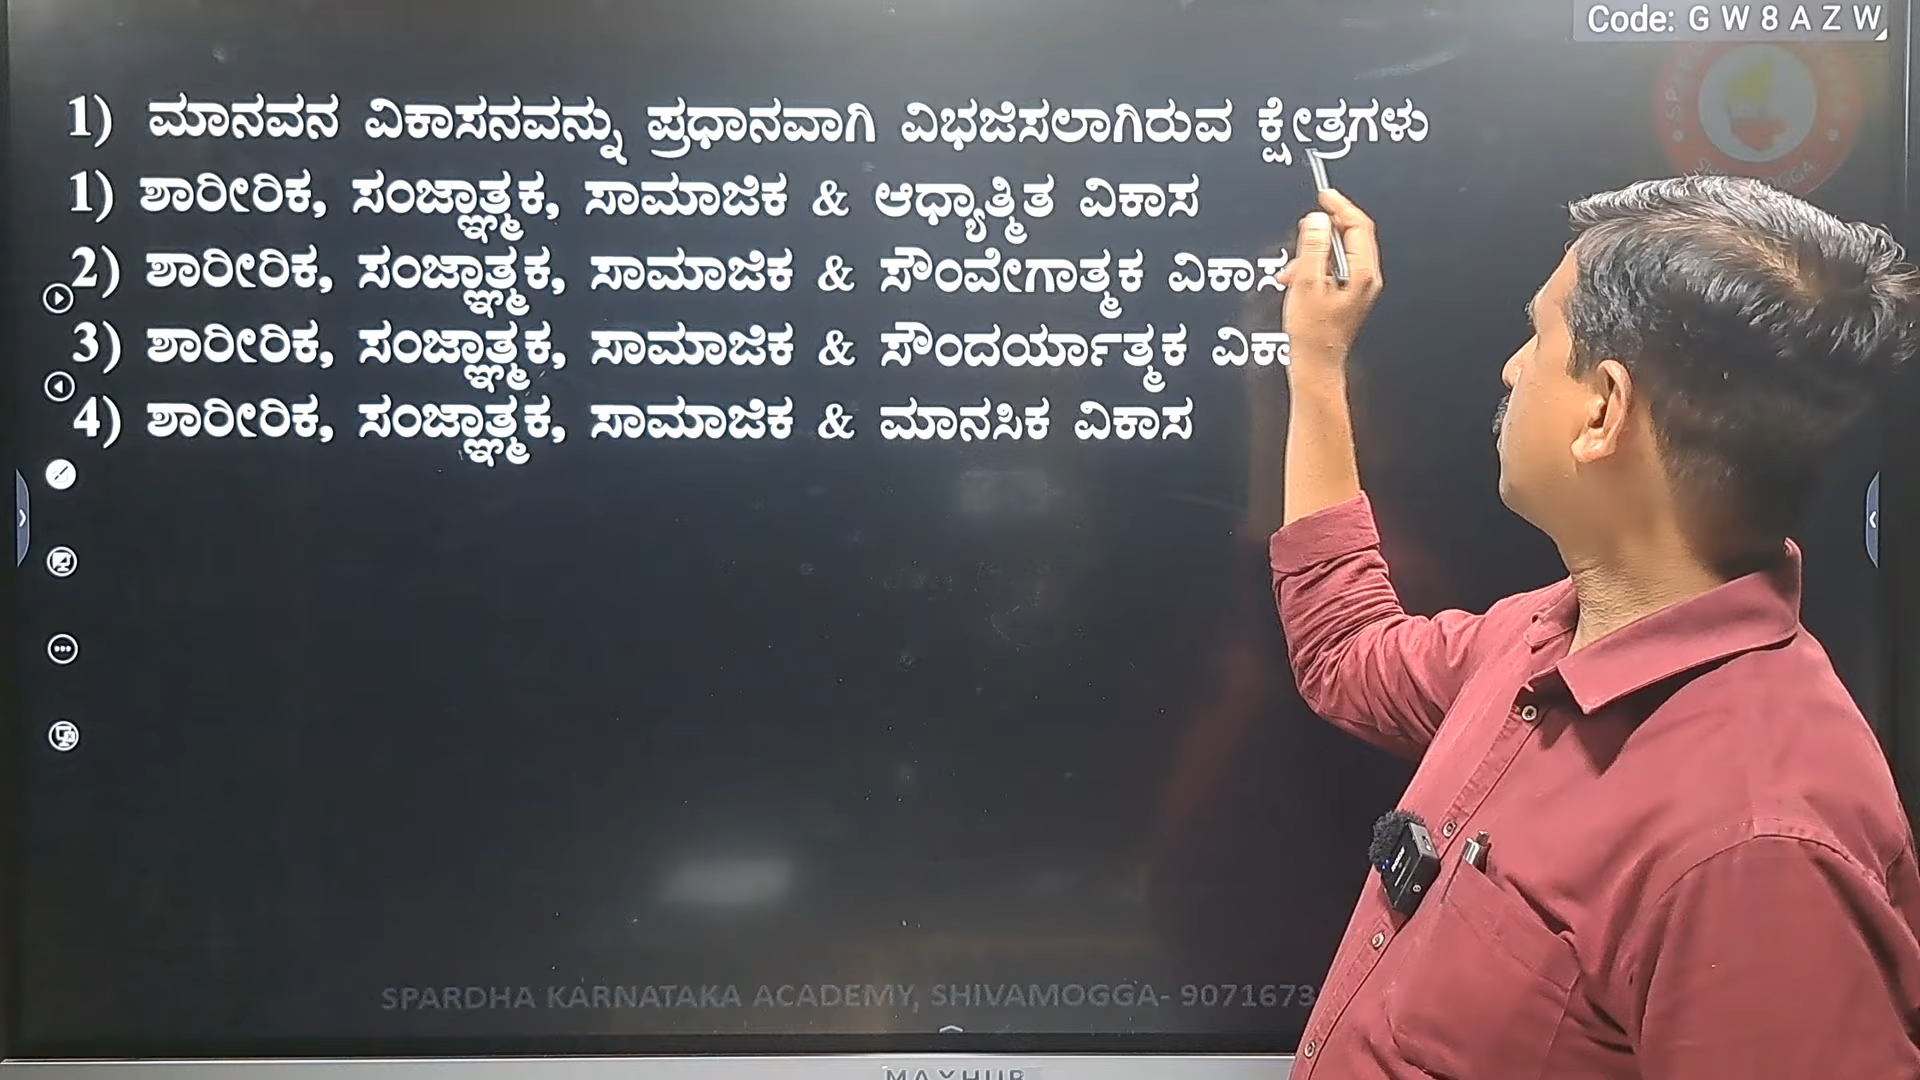 Code: G W 8 A Z W
1) ಮಾನವನ ವಿಕಾಸನವನ್ನು ಪ್ರಧಾನವಾಗಿ ವಿಭಜಿಸಲಾಗಿರುವ ಕ್ಷೇತ್ರಗಳು
1) ಶಾರೀರಿಕ, ಸಂಜ್ಞಾತ್ಮಕ, ಸಾಮಾಜಿಕ & ಆಧ್ಯಾತ್ಮಿತ ವಿಕಾಸ
2) ಶಾರೀರಿಕ, ಸಂಜ್ಞಾತ್ಮಕ, ಸಾಮಾಜಿಕ & ಸೌಂವೇಗಾತ್ಮಕ ವಿಕಾಸ
3) ಶಾರೀರಿಕ, ಸಂಜ್ಞಾತ್ಮಕ, ಸಾಮಾಜಿಕ & ಸೌಂದರ್ಯಾತ್ಮಕ ವಿಕಾ
4) ಶಾರೀರಿಕ, ಸಂಜ್ಞಾತ್ಮಕ, ಸಾಮಾಜಿಕ & ಮಾನಸಿಕ ವಿಕಾಸ
SPARDHA KARNATAKA ACADEMY, SHIVAMOGGA- 9071673
MAXHUB